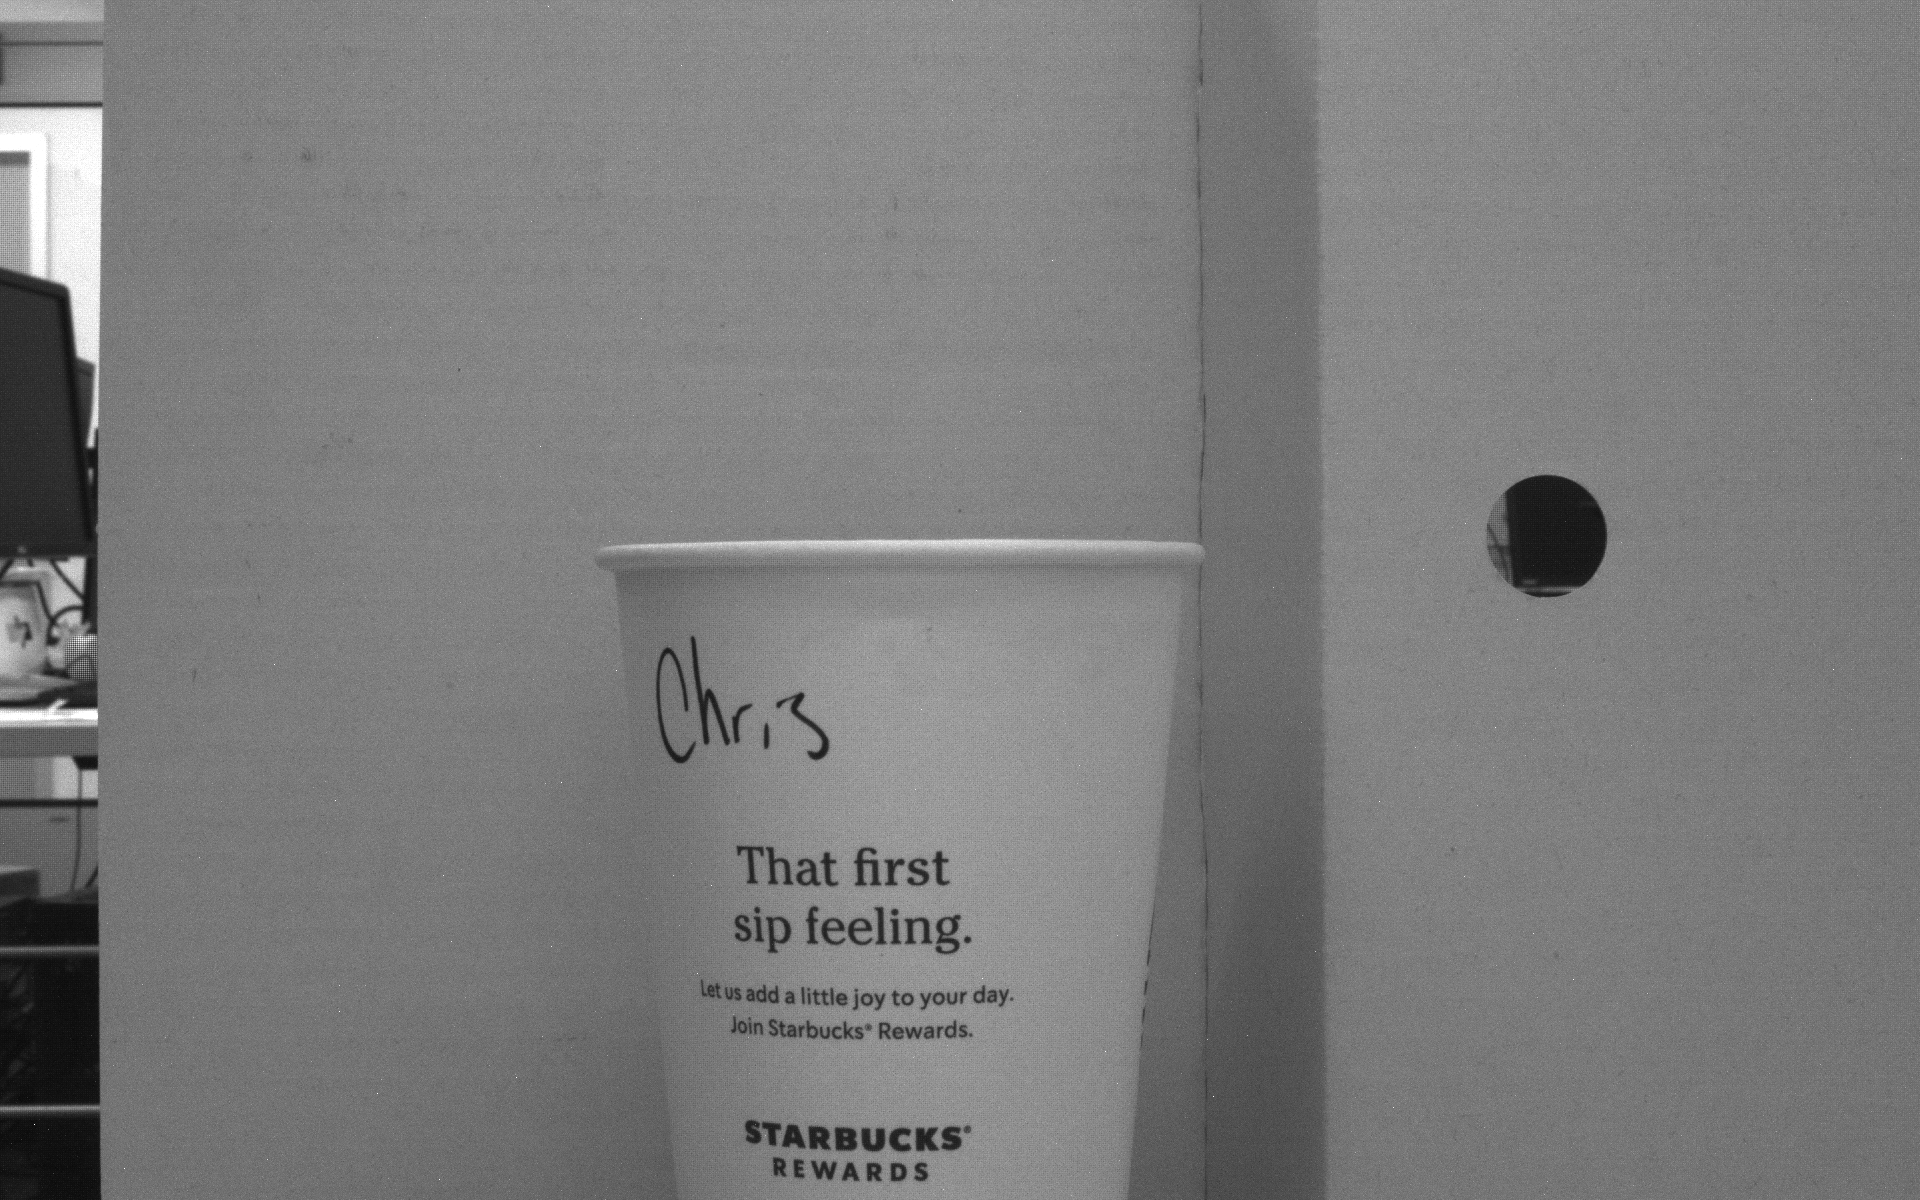 Chris
That first
sip feeling.
Let us add a little joy to your day.
Join Starbucks® Rewards.
STARBUCKS®
REWARDS